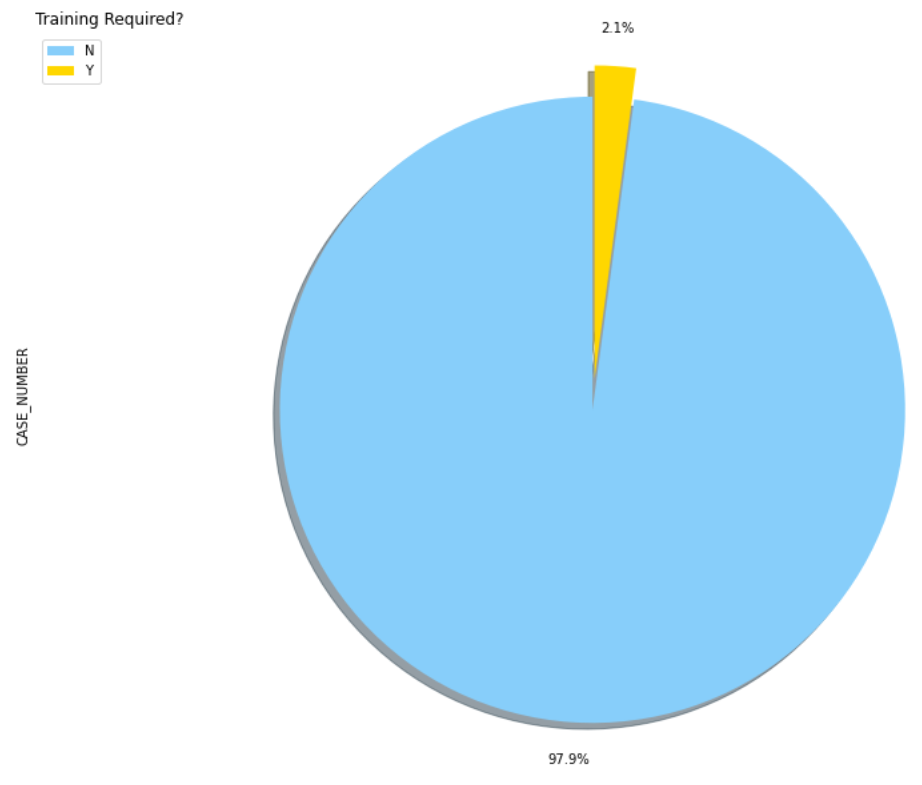 Training Required?
N
Y
2.1%
CASE_NUMBER
97.9%